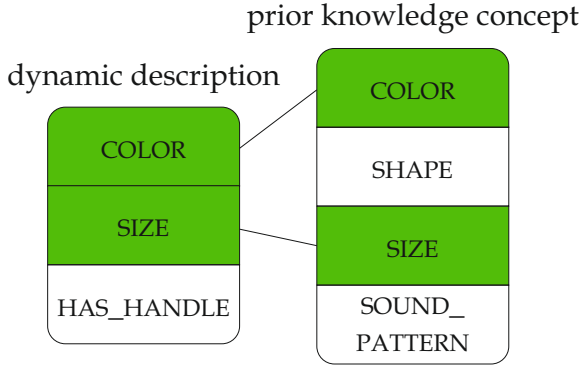 prior knowledge concept
dynamic description
COLOR
SIZE
HAS_HANDLE
COLOR
SHAPE
SIZE
SOUND_
PATTERN